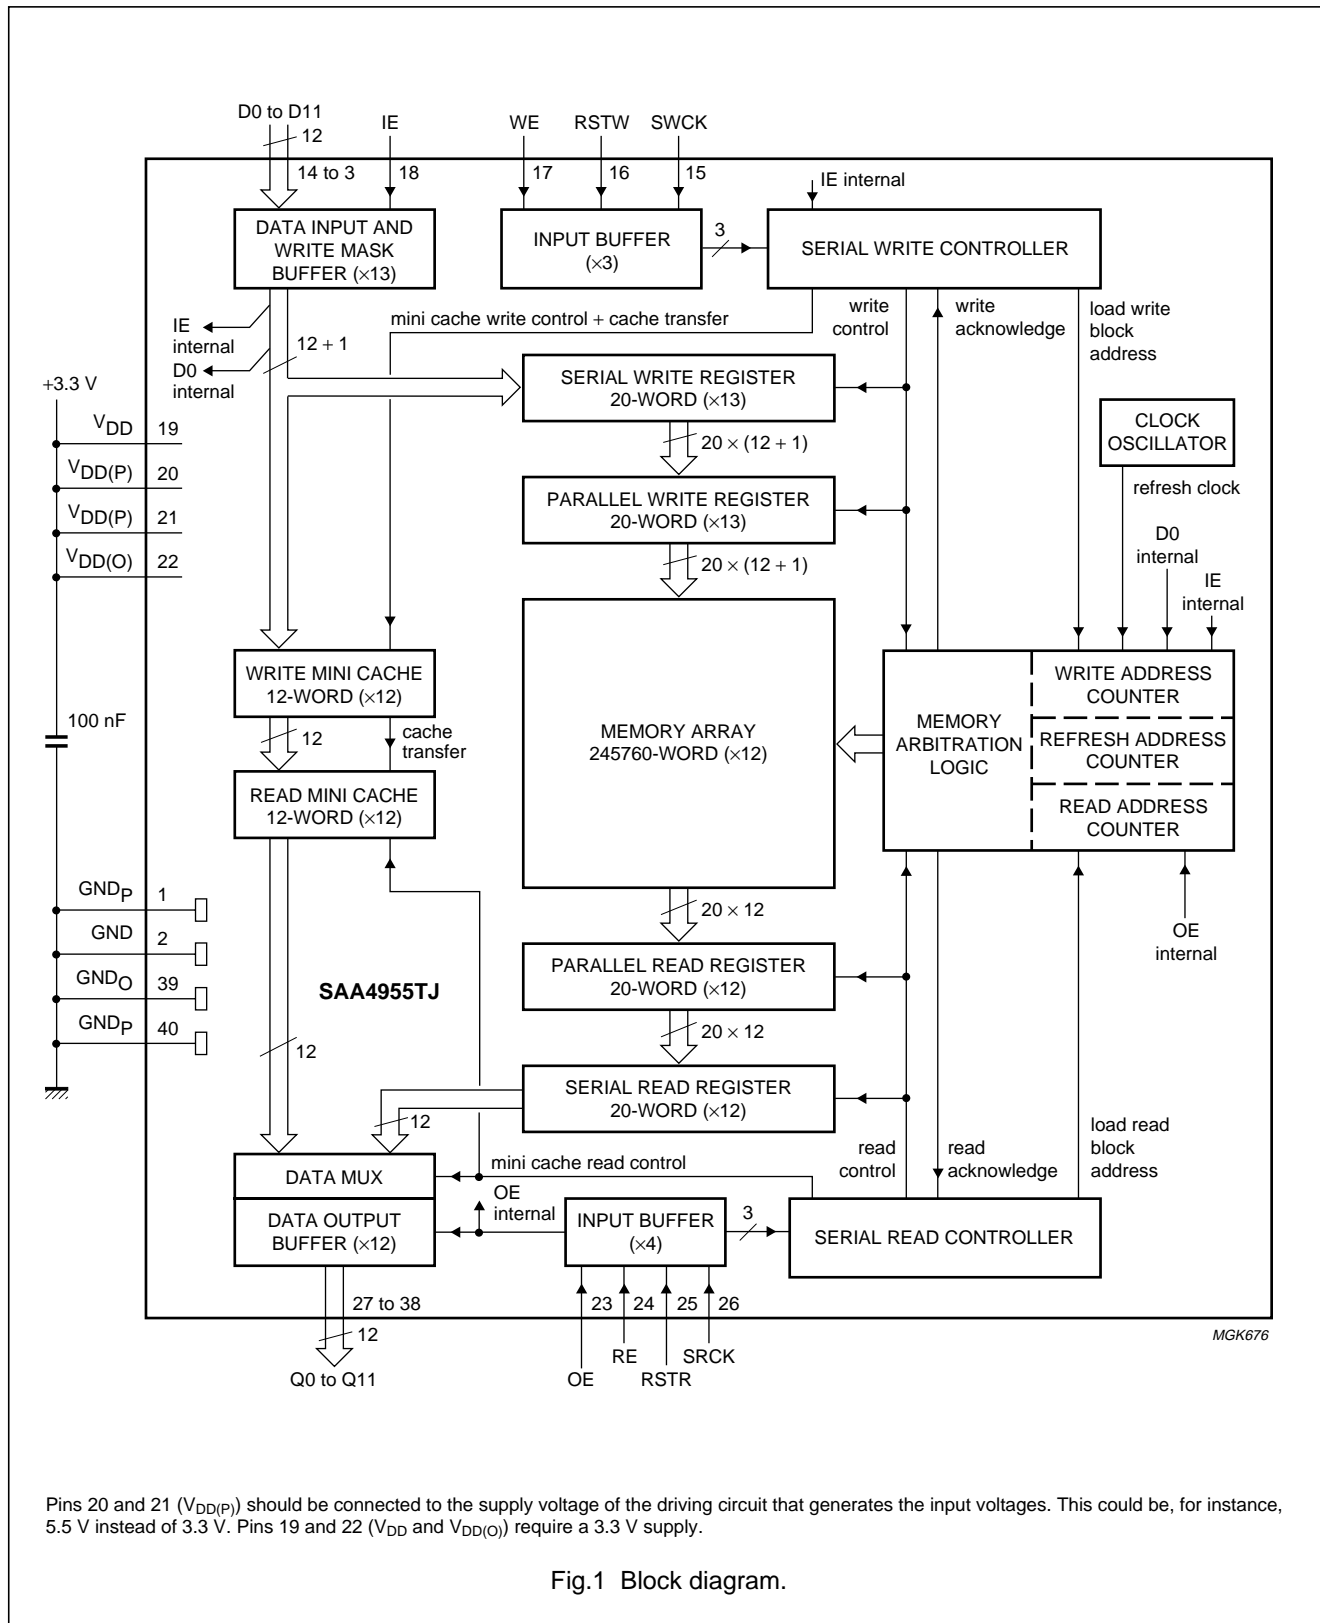 D0 to D11
12
IE
WE
RSTW
SWCK
14 to 3
18
17
16
15
IE internal
DATA INPUT AND
WRITE MASK
BUFFER (×13)
INPUT BUFFER
(×3)
3
SERIAL WRITE CONTROLLER
IE
internal
D0
internal
12 + 1
mini cache write control + cache transfer
write
control
write
acknowledge
load write
block
address
+3.3 V
SERIAL WRITE REGISTER
20-WORD (×13)
CLOCK
OSCILLATOR
VDD
19
20 × (12 + 1)
VDD(P)
20
refresh clock
PARALLEL WRITE REGISTER
20-WORD (×13)
VDD(P)
21
D0
internal
VDD(O)
22
20 × (12 + 1)
IE
internal
WRITE MINI CACHE
12-WORD (×12)
WRITE ADDRESS
COUNTER
100 nF
12
cache
transfer
MEMORY ARRAY
245760-WORD (×12)
MEMORY
ARBITRATION
LOGIC
REFRESH ADDRESS
COUNTER
READ MINI CACHE
12-WORD (×12)
READ ADDRESS
COUNTER
GNDP
1
20 × 12
GND
2
OE
internal
PARALLEL READ REGISTER
20-WORD (×12)
GNDO
39
SAA4955TJ
GNDP
40
20 × 12
12
SERIAL READ REGISTER
20-WORD (×12)
12
mini cache read control
read
control
read
acknowledge
load read
block
address
DATA MUX
OE
internal
DATA OUTPUT
BUFFER (×12)
INPUT BUFFER
(×4)
3
SERIAL READ CONTROLLER
27 to 38
23
24
25
26
12
MGK676
Q0 to Q11
OE
RE
RSTR
SRCK
Pins 20 and 21 (VDD(P)) should be connected to the supply voltage of the driving circuit that generates the input voltages. This could be, for instance,
5.5 V instead of 3.3 V. Pins 19 and 22 (VDD and VDD(O)) require a 3.3 V supply.
Fig.1 Block diagram.